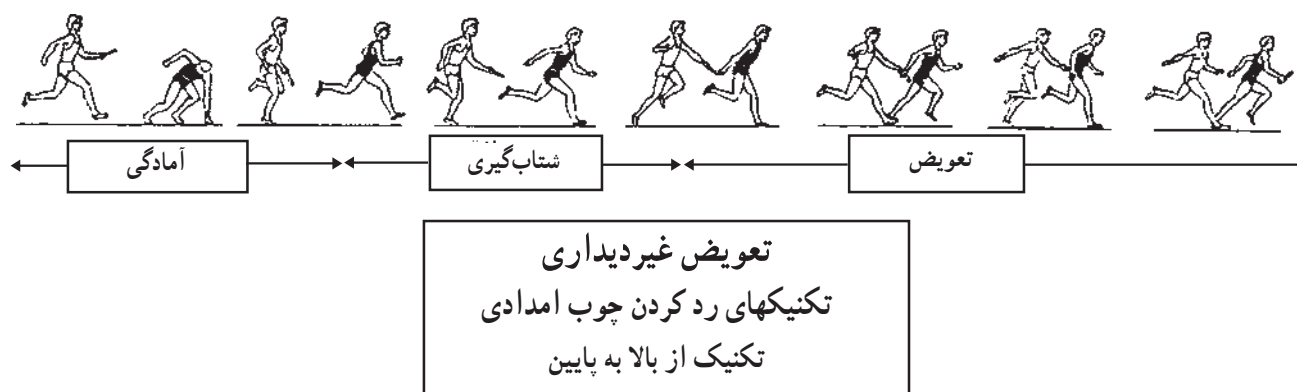 آمادگی
شتاب‌گیری
تعویض
تعویض غیردیداری
تکنیکهای رد کردن چوب امدادی
تکنیک از بالا به پایین